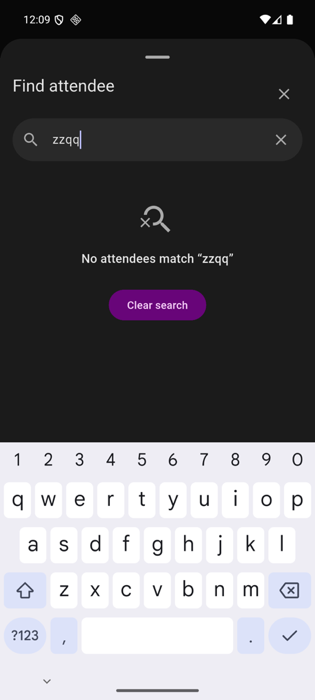 12:09
Find attendee
zzqq
No attendees match “zzqq”
Clear search
1 2 3 4 5 6 7 8 9 0
q w e r t y u i o p
a s d f g h j k l
z x c v b n m
?123 , .